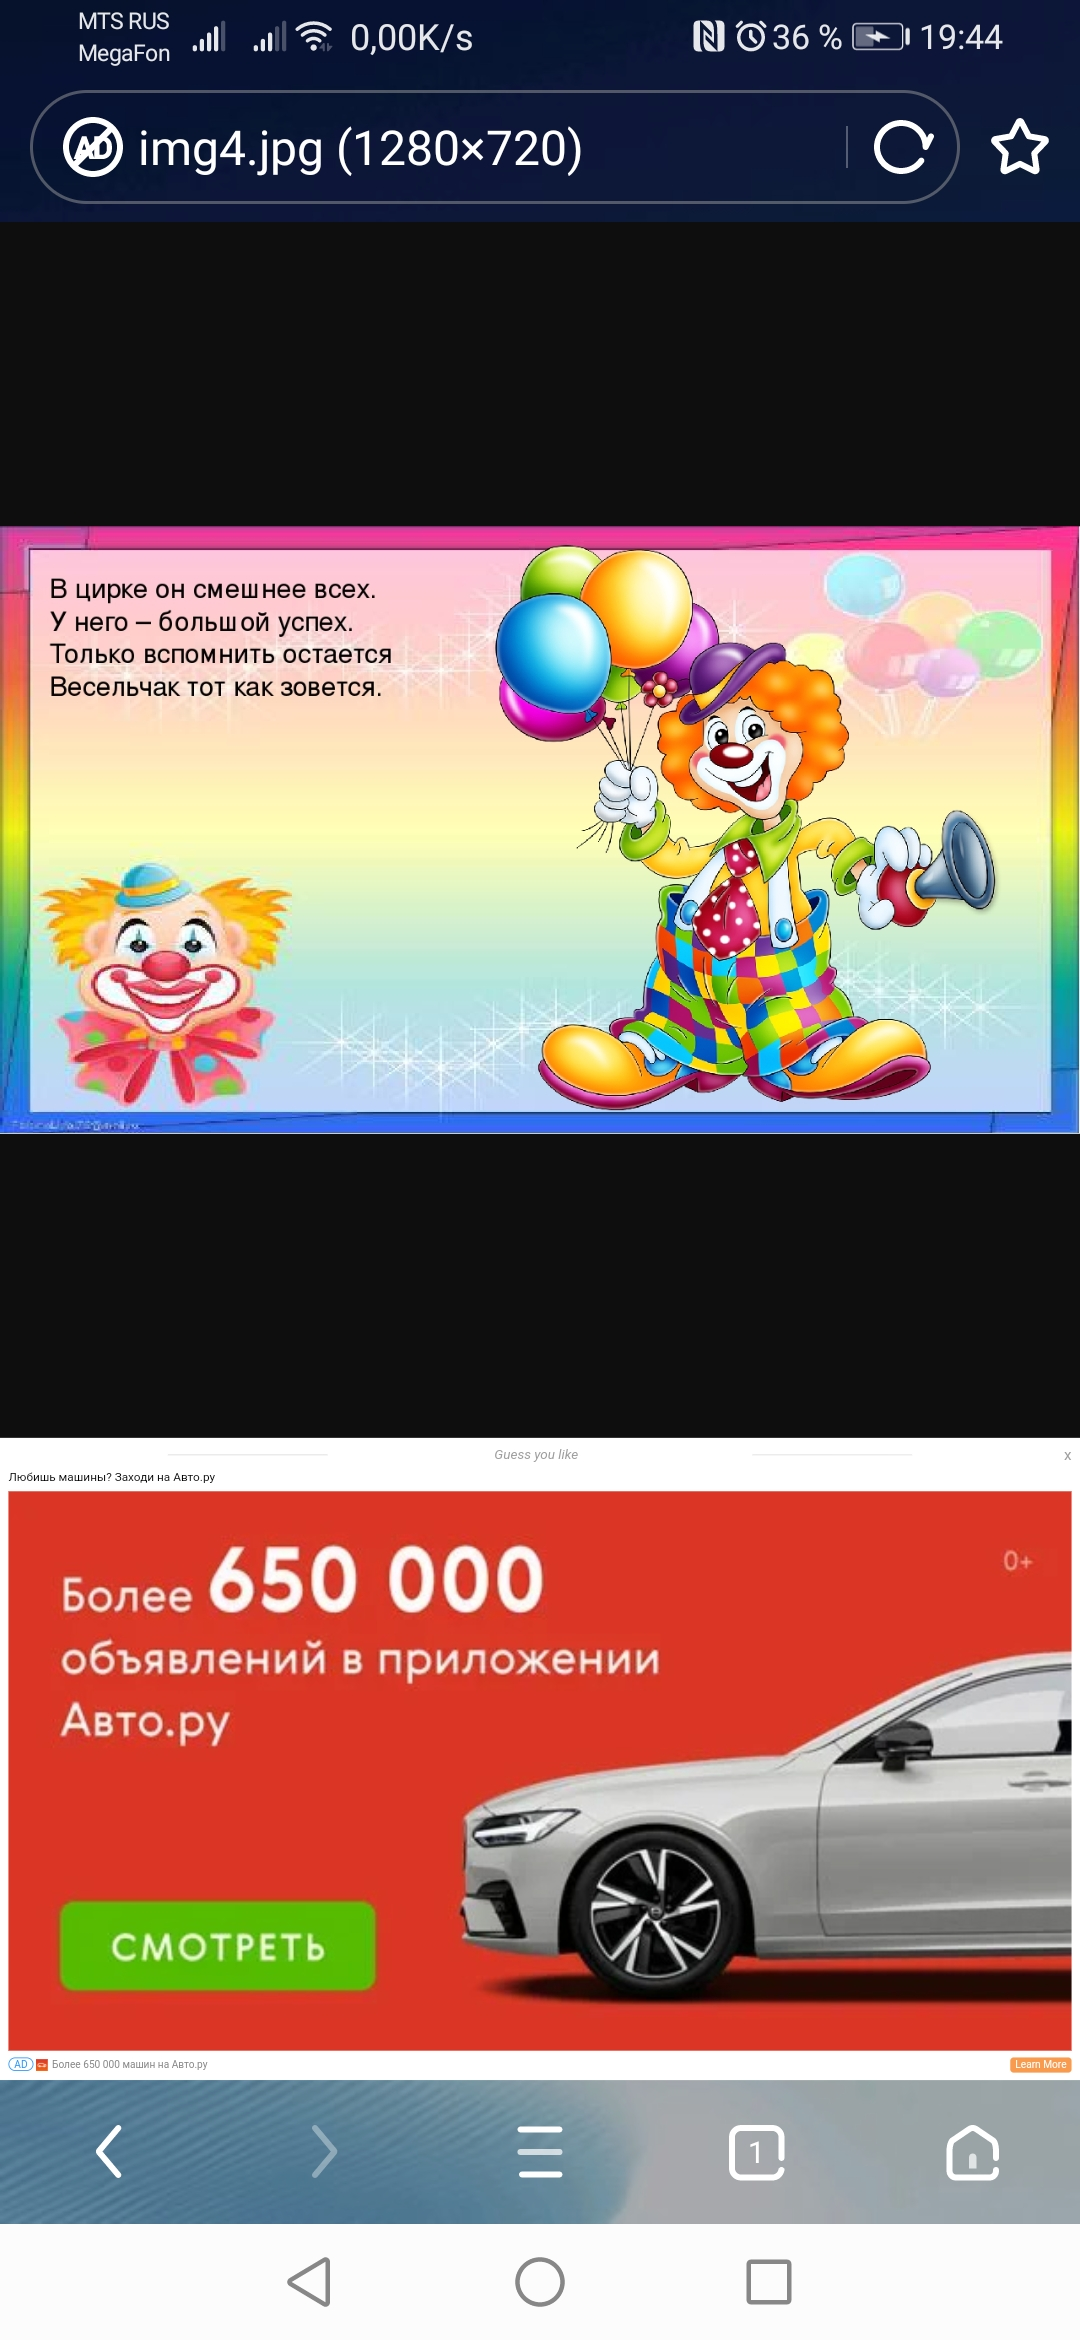 MTS RUS
MegaFon
0,00K/s
36 %
19:44
AD
img4.jpg (1280×720)
В цирке он смешнее всех.
У него – большой успех.
Только вспомнить остается
Весельчак тот как зовется.
Guess you like
x
Любишь машины? Заходи на Авто.ру
Более 650 000
0+
объявлений в приложении
Авто.ру
СМОТРЕТЬ
AD
Более 650 000 машин на Авто.ру
Learn More
1